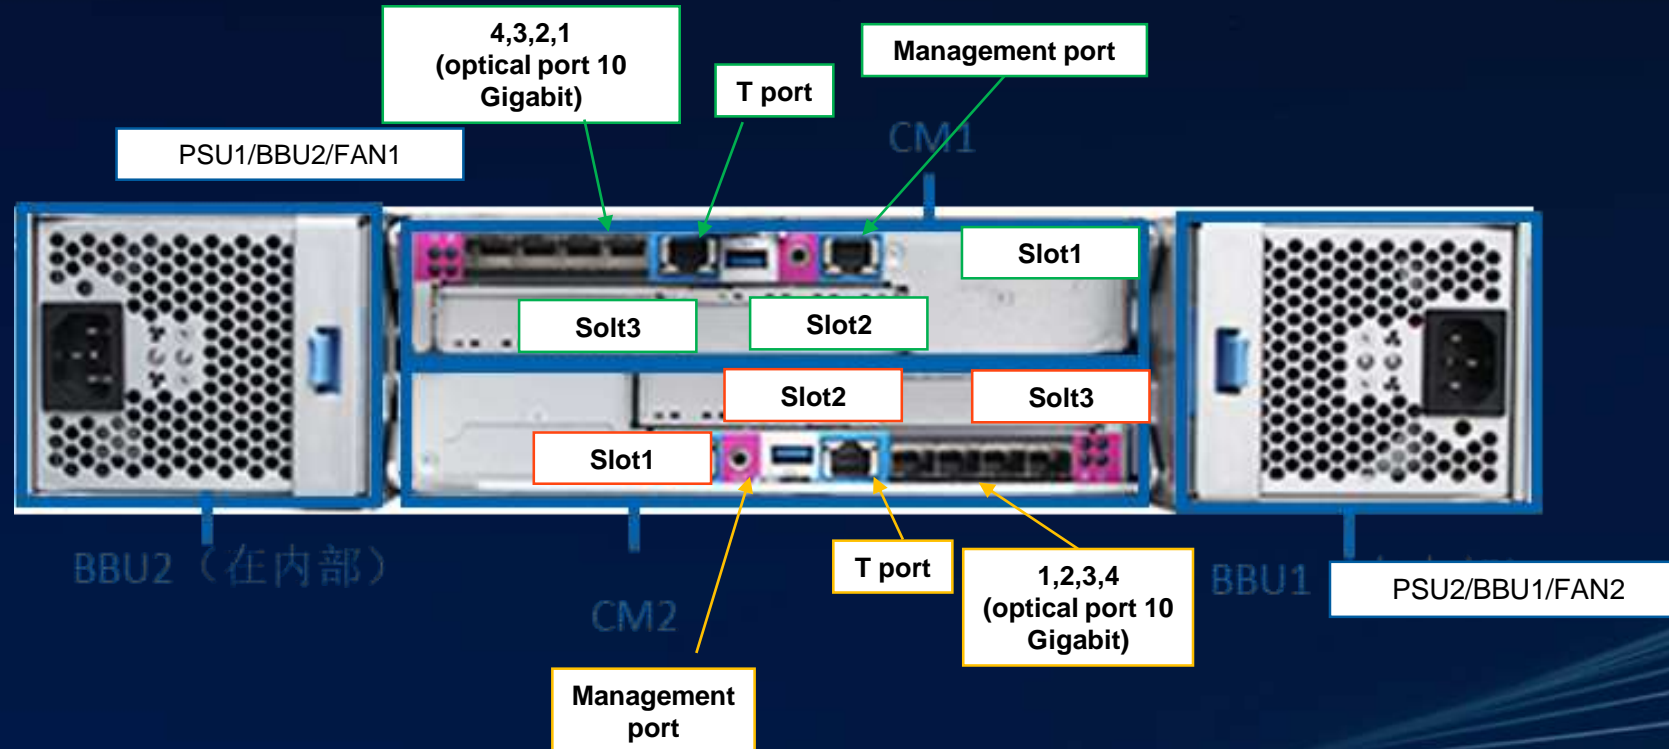 4,3,2,1
(optical port 10
Gigabit)
Management port
T port
CM1
PSU1/BBU2/FAN1
Slot1
Solt3
Slot2
Slot2
Solt3
Slot1
BBU2（在内部）
T port
1,2,3,4
(optical port 10
Gigabit)
BBU1
PSU2/BBU1/FAN2
CM2
Management
port